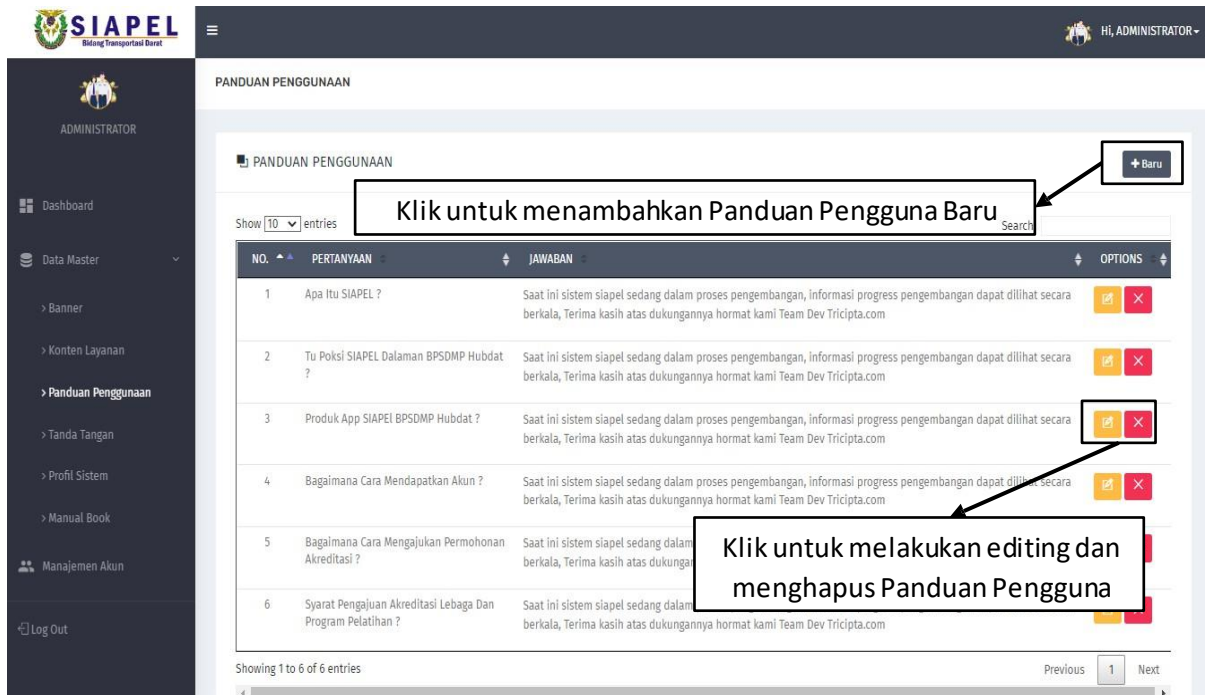 SIAPEL
Bidang Transportasi Darat
Hi, ADMINISTRATOR
ADMINISTRATOR
Dashboard
Data Master
> Banner
> Konten Layanan
> Panduan Penggunaan
> Tanda Tangan
> Profil Sistem
> Manual Book
Manajemen Akun
Log Out
PANDUAN PENGGUNAAN
PANDUAN PENGGUNAAN
+ Baru
Klik untuk menambahkan Panduan Pengguna Baru
Show 10 entries
Search
NO. PERTANYAAN JAWABAN OPTIONS
1 Apa Itu SIAPEL ? Saat ini sistem siapel sedang dalam proses pengembangan, informasi progress pengembangan dapat dilihat secara
berkala, Terima kasih atas dukungannya hormat kami Team Dev Tricipta.com
2 Tu Poksi SIAPEL Dalaman BPSDMP Hubdat Saat ini sistem siapel sedang dalam proses pengembangan, informasi progress pengembangan dapat dilihat secara
? berkala, Terima kasih atas dukungannya hormat kami Team Dev Tricipta.com
3 Produk App SIAPEl BPSDMP Hubdat ? Saat ini sistem siapel sedang dalam proses pengembangan, informasi progress pengembangan dapat dilihat secara
berkala, Terima kasih atas dukungannya hormat kami Team Dev Tricipta.com
4 Bagaimana Cara Mendapatkan Akun ? Saat ini sistem siapel sedang dalam proses pengembangan, informasi progress pengembangan dapat dilihat secara
berkala, Terima kasih atas dukungannya hormat kami Team Dev Tricipta.com
5 Bagaimana Cara Mengajukan Permohonan Saat ini sistem siapel sedang dalam
Akreditasi ? berkala, Terima kasih atas
Klik untuk melakukan editing dan
menghapus Panduan Pengguna
6 Syarat Pengajuan Akreditasi Lebaga Dan Saat ini sistem siapel sedang dalam
Program Pelatihan ? berkala, Terima kasih atas dukungannya hormat kami Team Dev Tricipta.com
Showing 1 to 6 of 6 entries
Previous 1 Next